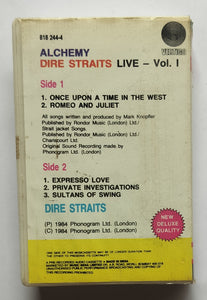 818 244-4
VERTIGO
ALCHEMY
DIRE STRAITS LIVE – Vol. I
Side 1
1. ONCE UPON A TIME IN THE WEST
2. ROMEO AND JULIET
All songs written and produced by Mark Knopfler
Published by Rondor Music (London) Ltd./
Strait Jacket Songs.
Published by Rondor Music (London) Ltd./
Chariscourt Ltd.
Original Sound Recording made by
Phonogram Ltd. (London)
Side 2
1. EXPRESSO LOVE
2. PRIVATE INVESTIGATIONS
3. SULTANS OF SWING
DIRE STRAITS
(P) 1984 Phonogram Ltd. (London)
(C) 1984 Phonogram Ltd. (London)
NEW
DELUXE
QUALITY